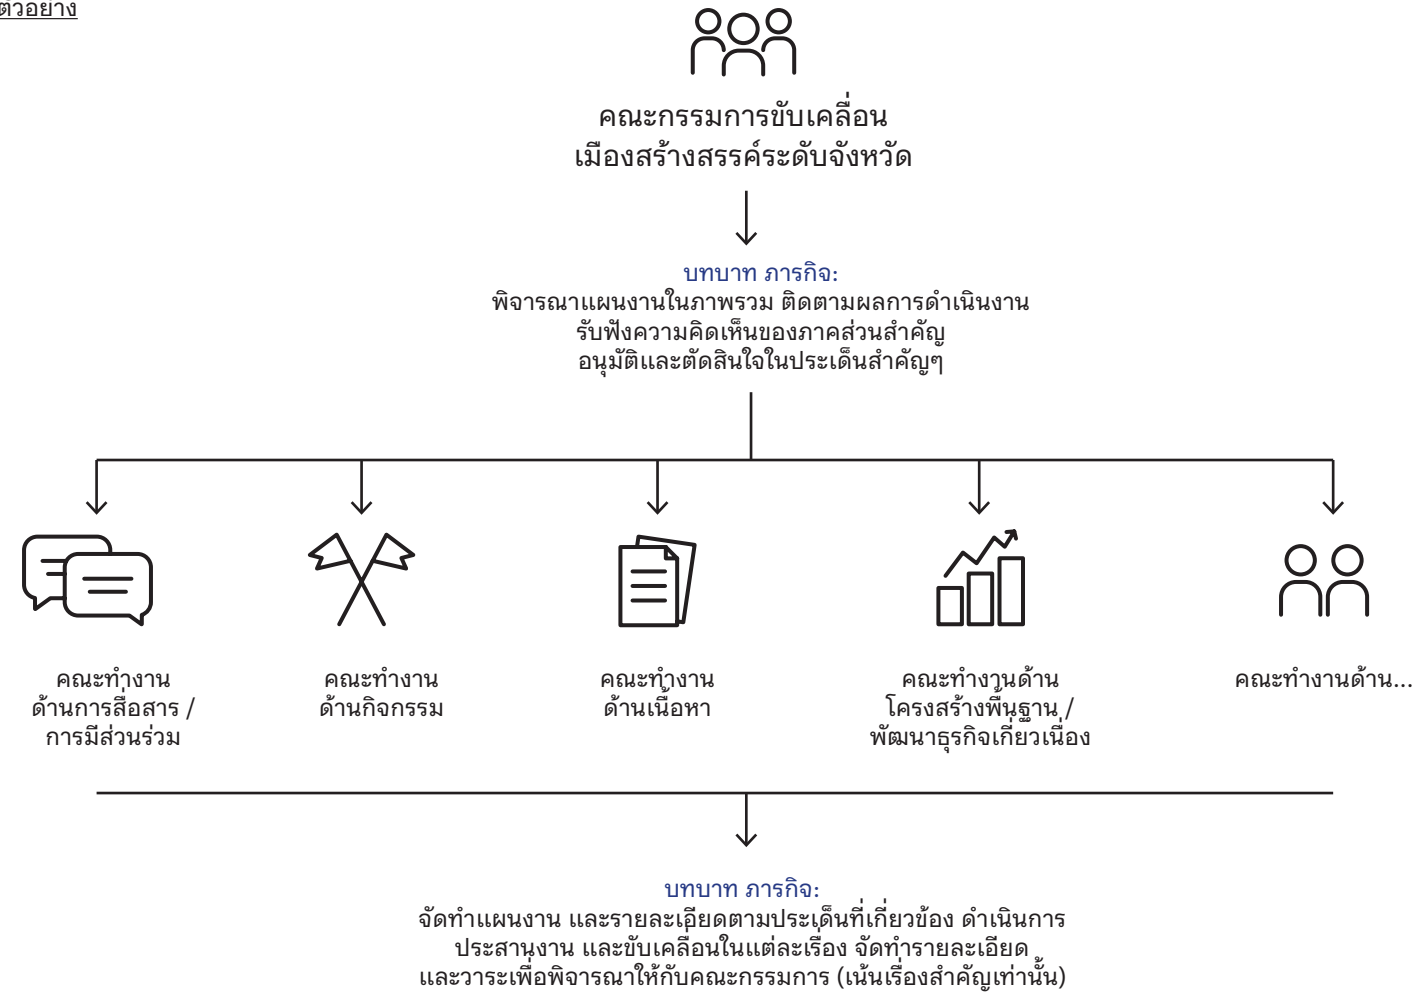 ตัวอย่าง
คณะกรรมการขับเคลื่อน
เมืองสร้างสรรค์ระดับจังหวัด
บทบาท ภารกิจ:
พิจารณาแผนงานในภาพรวม ติดตามผลการดำเนินงาน
รับฟังความคิดเห็นของภาคส่วนสำคัญ
อนุมัติและตัดสินใจในประเด็นสำคัญๆ
คณะทำงาน
ด้านการสื่อสาร /
การมีส่วนร่วม
คณะทำงาน
ด้านกิจกรรม
คณะทำงาน
ด้านเนื้อหา
คณะทำงานด้าน
โครงสร้างพื้นฐาน /
พัฒนาธุรกิจเกี่ยวเนื่อง
คณะทำงานด้าน...
บทบาท ภารกิจ:
จัดทำแผนงาน และรายละเอียดตามประเด็นที่เกี่ยวข้อง ดำเนินการ
ประสานงาน และขับเคลื่อนในแต่ละเรื่อง จัดทำรายละเอียด
และวาระเพื่อพิจารณาให้กับคณะกรรมการ (เน้นเรื่องสำคัญเท่านั้น)